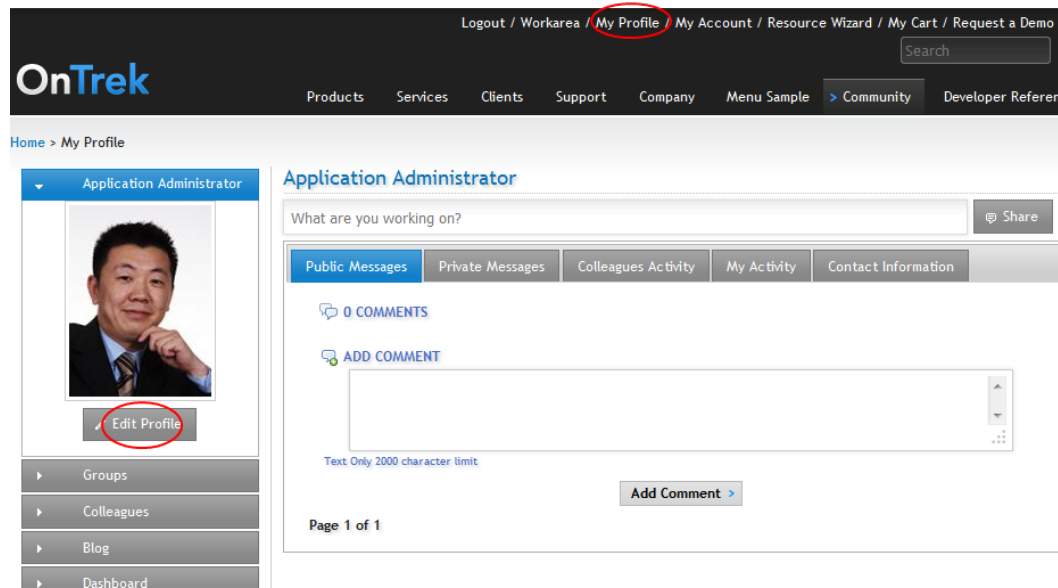 Logout / Workarea / My Profile / My Account / Resource Wizard / My Cart / Request a Demo
Search
OnTrek
Products Services Clients Support Company Menu Sample > Community Developer Referen
Home > My Profile
Application Administrator
Application Administrator
What are you working on?
Share
Public Messages Private Messages Colleagues Activity My Activity Contact Information
0 COMMENTS
ADD COMMENT
Edit Profile
Text Only 2000 character limit
Groups
Add Comment >
Colleagues
Page 1 of 1
Blog
Dashboard